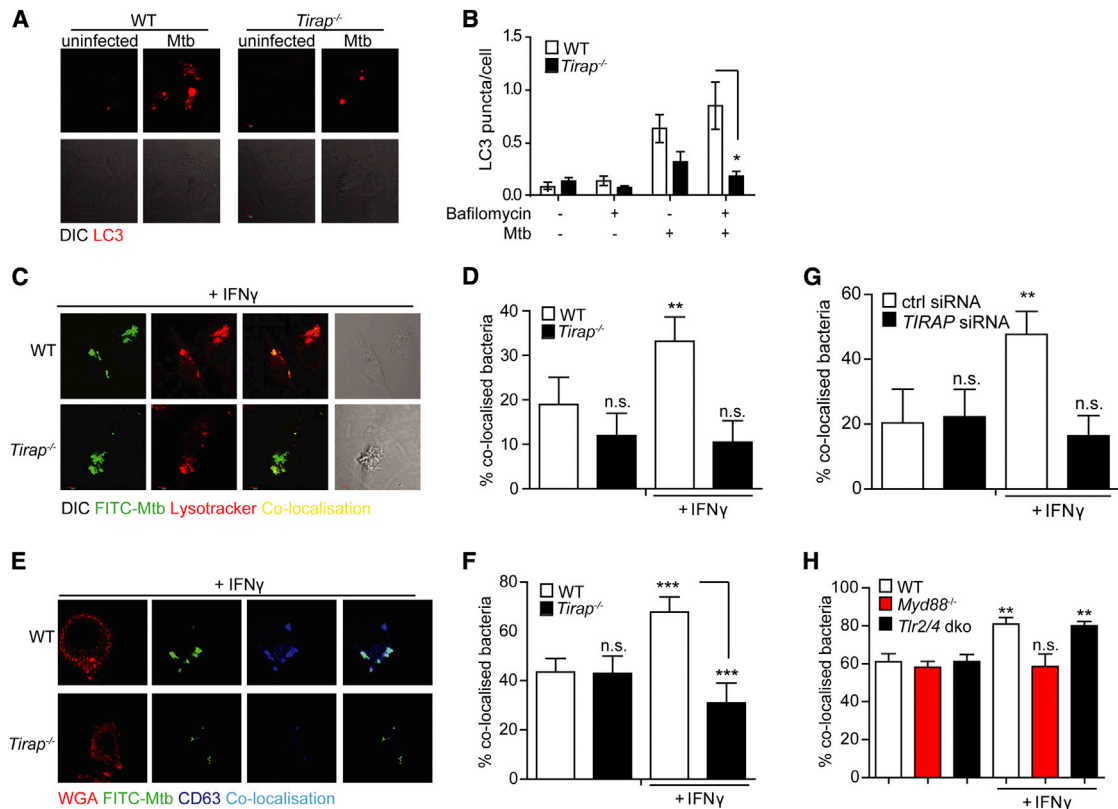 A
WT
Tirap-/-
uninfected
Mtb
uninfected
Mtb
DIC LC3
B
WT
Tirap-/-
LC3 puncta/cell
1.5
1.0
0.5
0.0
*
Bafilomycin - + - +
Mtb - - + +
C
+ IFNγ
WT
Tirap-/-
DIC FITC-Mtb Lysotracker Co-localisation
D
WT
Tirap-/-
% co-localised bacteria
40
30
20
10
0
n.s.
**
n.s.
+ IFNγ
G
ctrl siRNA
TIRAP siRNA
% co-localised bacteria
60
40
20
0
n.s.
**
n.s.
+ IFNγ
E
+ IFNγ
WT
Tirap-/-
WGA FITC-Mtb CD63 Co-localisation
F
WT
Tirap-/-
% co-localised bacteria
80
60
40
20
0
n.s.
***
***
+ IFNγ
H
WT
Myd88-/-
Tlr2/4 dko
% co-localised bacteria
100
80
60
40
20
0
**
n.s.
**
+ IFNγ